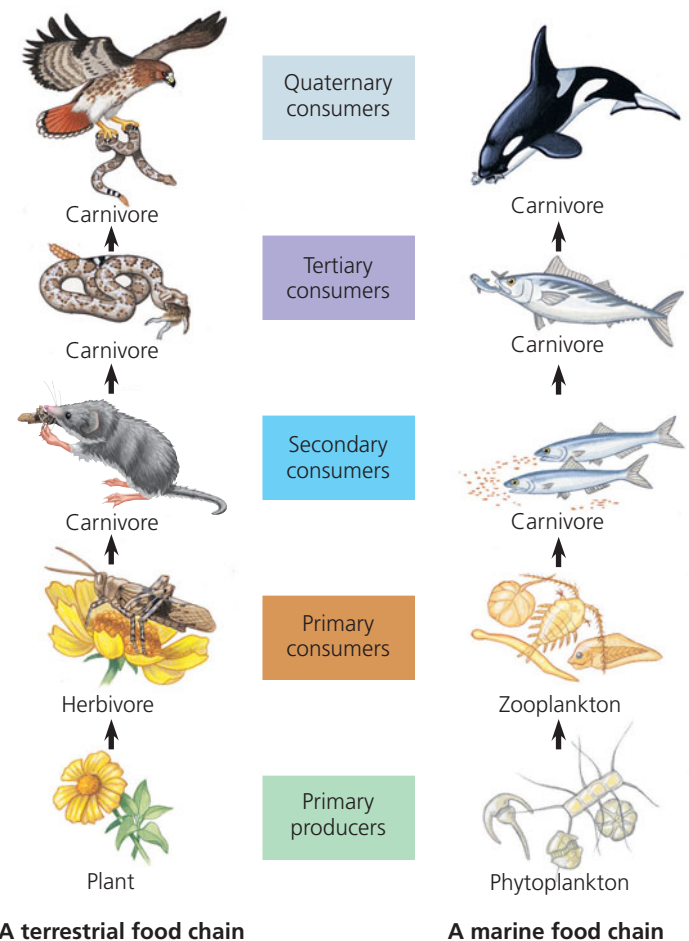 Quaternary
consumers
Carnivore
Carnivore
Tertiary
consumers
Carnivore
Carnivore
Secondary
consumers
Carnivore
Carnivore
Primary
consumers
Herbivore
Zooplankton
Primary
producers
Plant
Phytoplankton
A terrestrial food chain
A marine food chain